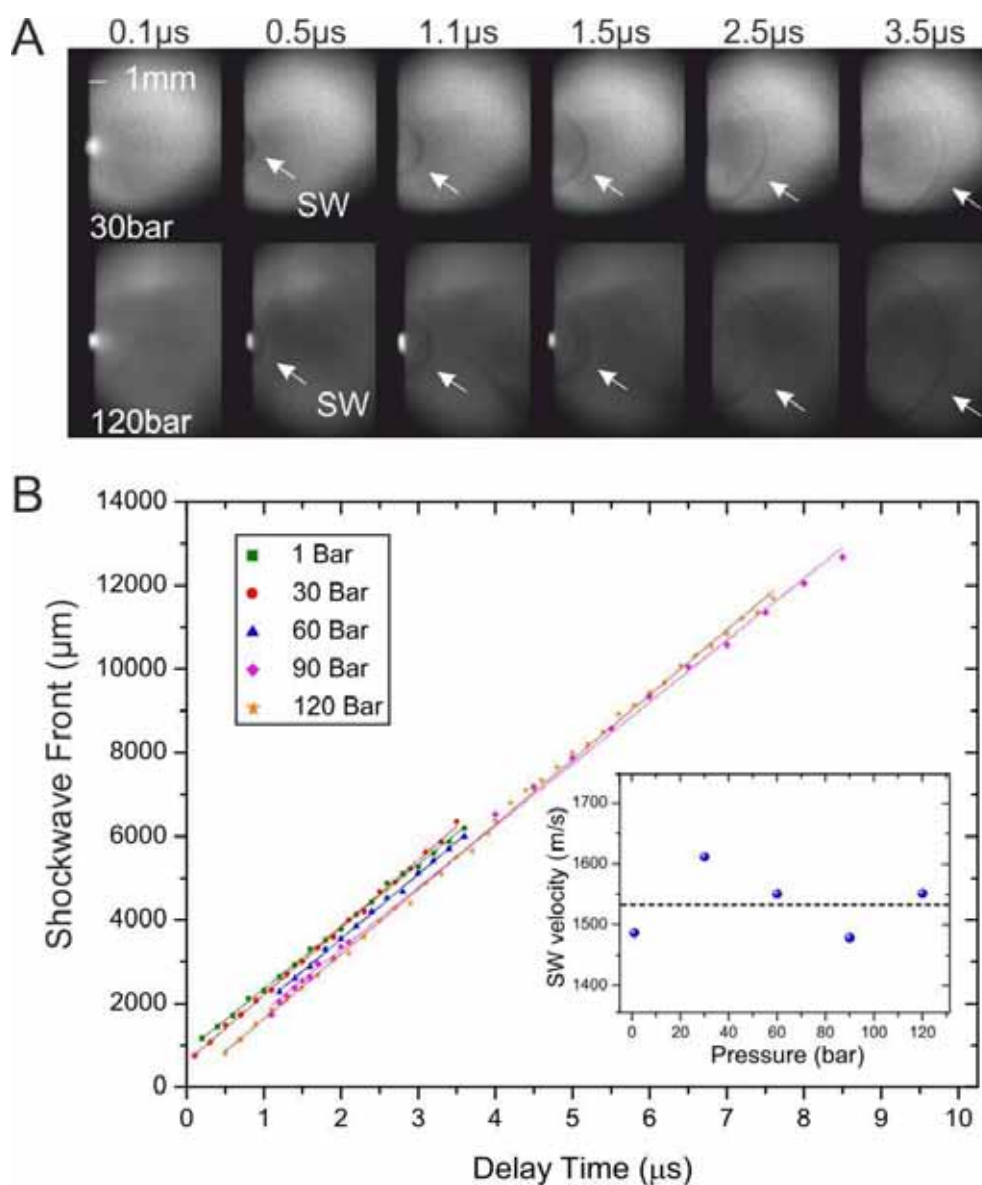 A
0.1µs 0.5µs 1.1µs 1.5µs 2.5µs 3.5µs
1mm
SW
30bar
SW
120bar
B
14000
12000
10000
8000
6000
4000
2000
0
Shockwave Front (µm)
1 Bar
30 Bar
60 Bar
90 Bar
120 Bar
1700
1600
1500
1400
SW velocity (m/s)
0 20 40 60 80 100 120
Pressure (bar)
0 1 2 3 4 5 6 7 8 9 10
Delay Time (µs)